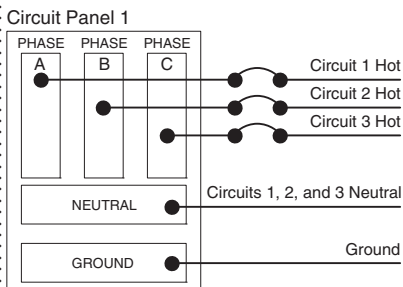 Circuit Panel 1
PHASE PHASE PHASE
A B C
Circuit 1 Hot
Circuit 2 Hot
Circuit 3 Hot
NEUTRAL
Circuits 1, 2, and 3 Neutral
GROUND
Ground